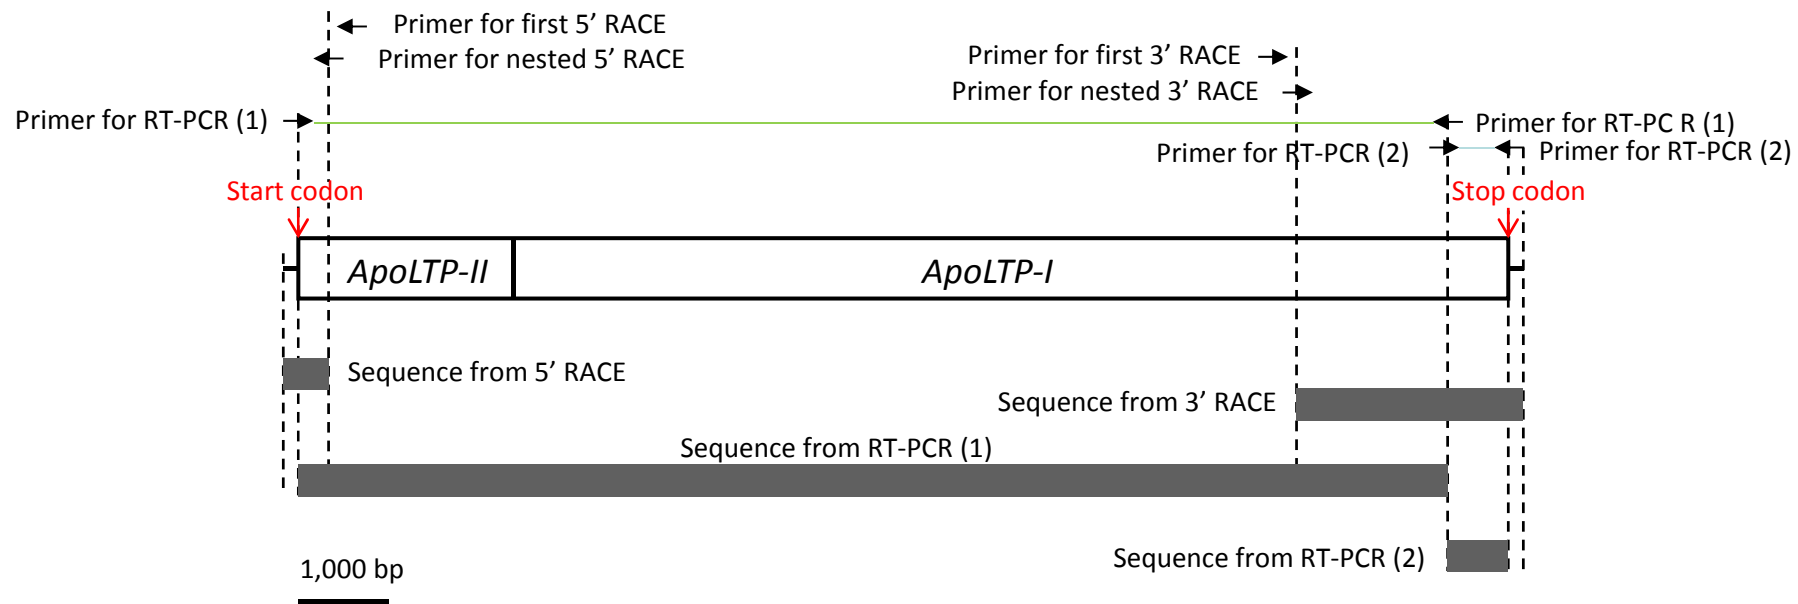 Primer for first 5’ RACE
Primer for nested 5’ RACE
Primer for first 3’ RACE
Primer for nested 3’ RACE
Primer for RT-PCR (1)
Primer for RT-PC R (1)
Primer for RT-PCR (2)
Primer for RT-PCR (2)
Start codon
Stop codon
ApoLTP-II
ApoLTP-I
Sequence from 5’ RACE
Sequence from 3’ RACE
Sequence from RT-PCR (1)
Sequence from RT-PCR (2)
1,000 bp